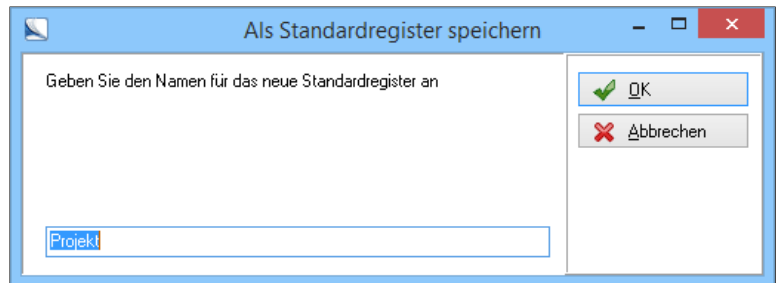 Als Standardregister speichern
Geben Sie den Namen für das neue Standardregister an
OK
Abbrechen
Projekt